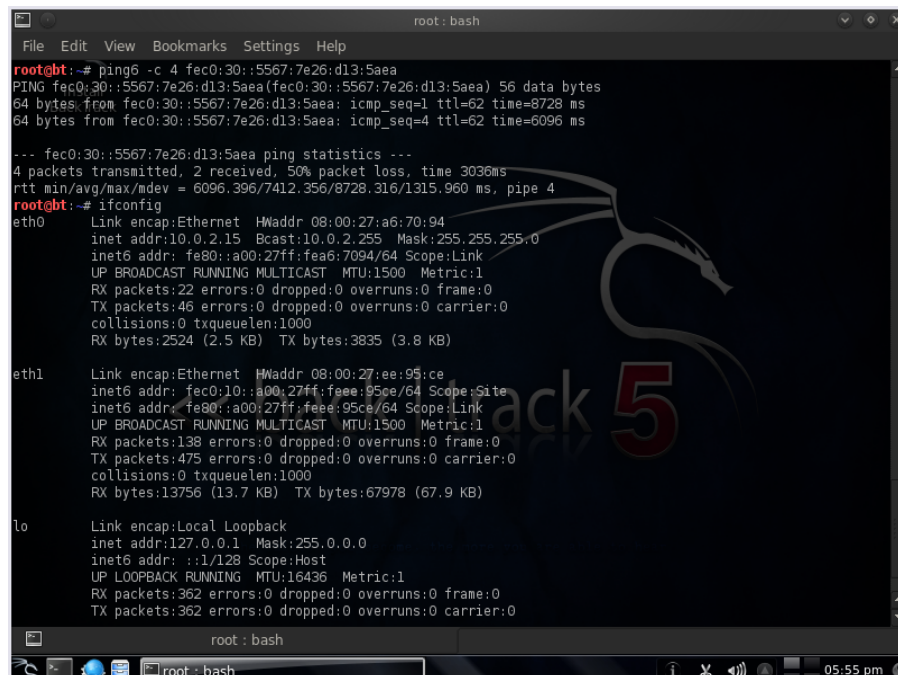 root : bash
File Edit View Bookmarks Settings Help
root@bt:~# ping6 -c 4 fec0:30::5567:7e26:d13:5aea
PING fec0:30::5567:7e26:d13:5aea(fec0:30::5567:7e26:d13:5aea) 56 data bytes
64 bytes from fec0:30::5567:7e26:d13:5aea: icmp_seq=1 ttl=62 time=8728 ms
64 bytes from fec0:30::5567:7e26:d13:5aea: icmp_seq=4 ttl=62 time=6096 ms
--- fec0:30::5567:7e26:d13:5aea ping statistics ---
4 packets transmitted, 2 received, 50% packet loss, time 3036ms
rtt min/avg/max/mdev = 6096.396/7412.356/8728.316/1315.960 ms, pipe 4
root@bt:~# ifconfig
eth0 Link encap:Ethernet HWaddr 08:00:27:a6:70:94
inet addr:10.0.2.15 Bcast:10.0.2.255 Mask:255.255.255.0
inet6 addr: fe80::a00:27ff:fea6:7094/64 Scope:Link
UP BROADCAST RUNNING MULTICAST MTU:1500 Metric:1
RX packets:22 errors:0 dropped:0 overruns:0 frame:0
TX packets:46 errors:0 dropped:0 overruns:0 carrier:0
collisions:0 txqueuelen:1000
RX bytes:2524 (2.5 KB) TX bytes:3835 (3.8 KB)
eth1 Link encap:Ethernet HWaddr 08:00:27:ee:95:ce
inet6 addr: fec0:10::a00:27ff:feee:95ce/64 Scope:Site
inet6 addr: fe80::a00:27ff:feee:95ce/64 Scope:Link
UP BROADCAST RUNNING MULTICAST MTU:1500 Metric:1
RX packets:138 errors:0 dropped:0 overruns:0 frame:0
TX packets:475 errors:0 dropped:0 overruns:0 carrier:0
collisions:0 txqueuelen:1000
RX bytes:13756 (13.7 KB) TX bytes:67978 (67.9 KB)
lo Link encap:Local Loopback
inet addr:127.0.0.1 Mask:255.0.0.0
inet6 addr: ::1/128 Scope:Host
UP LOOPBACK RUNNING MTU:16436 Metric:1
RX packets:362 errors:0 dropped:0 overruns:0 frame:0
TX packets:362 errors:0 dropped:0 overruns:0 carrier:0
Install
BackTrack
<< back | track 5
root : bash
root : bash
05:55 pm